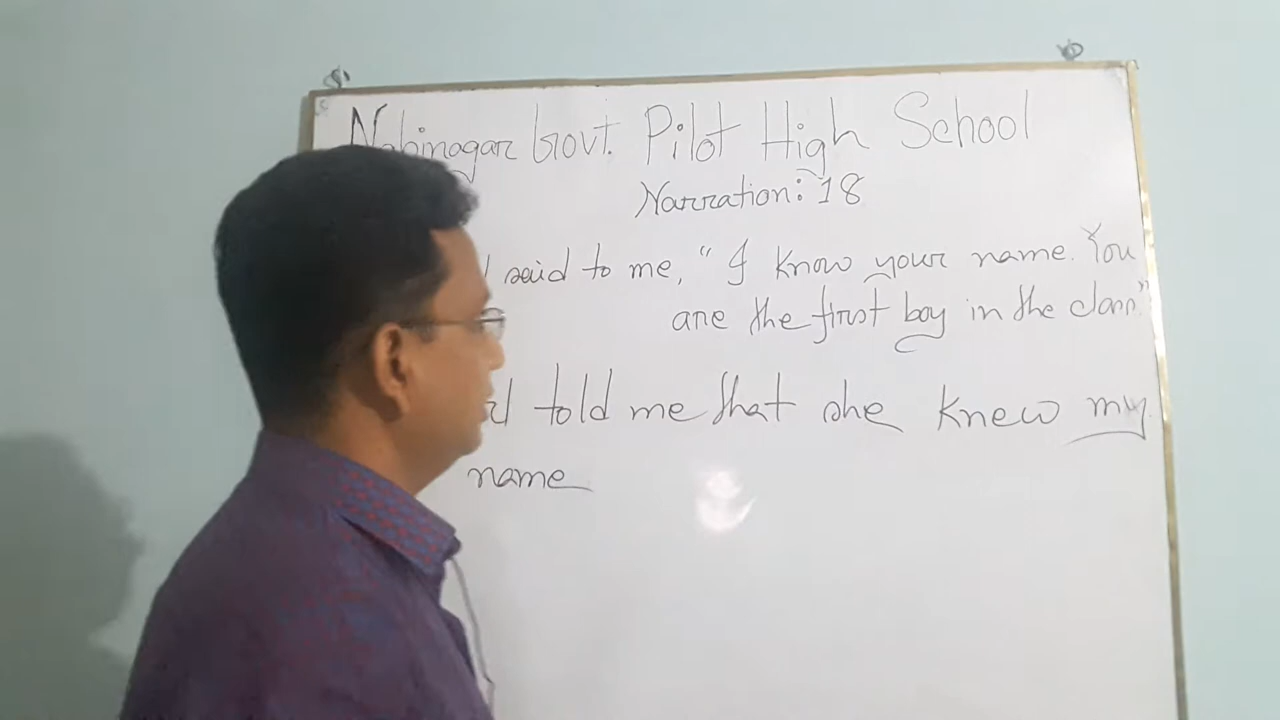 Nabinagar Govt. Pilot High School
Narration: 18
said to me, "I know your name. You
are the first boy in the class"
told me that she knew my
name